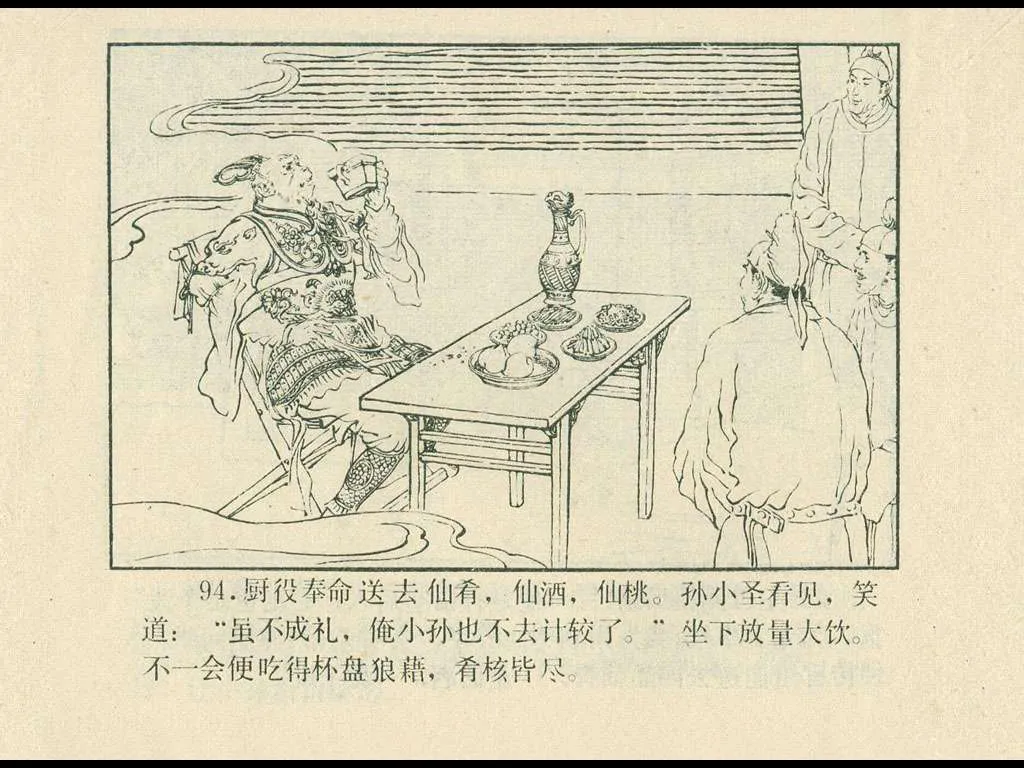 94.厨役奉命送去仙肴，仙酒，仙桃。孙小圣看见，笑
道：“虽不成礼，俺小孙也不去计较了。”坐下放量大饮。
不一会便吃得杯盘狼藉，肴核皆尽。